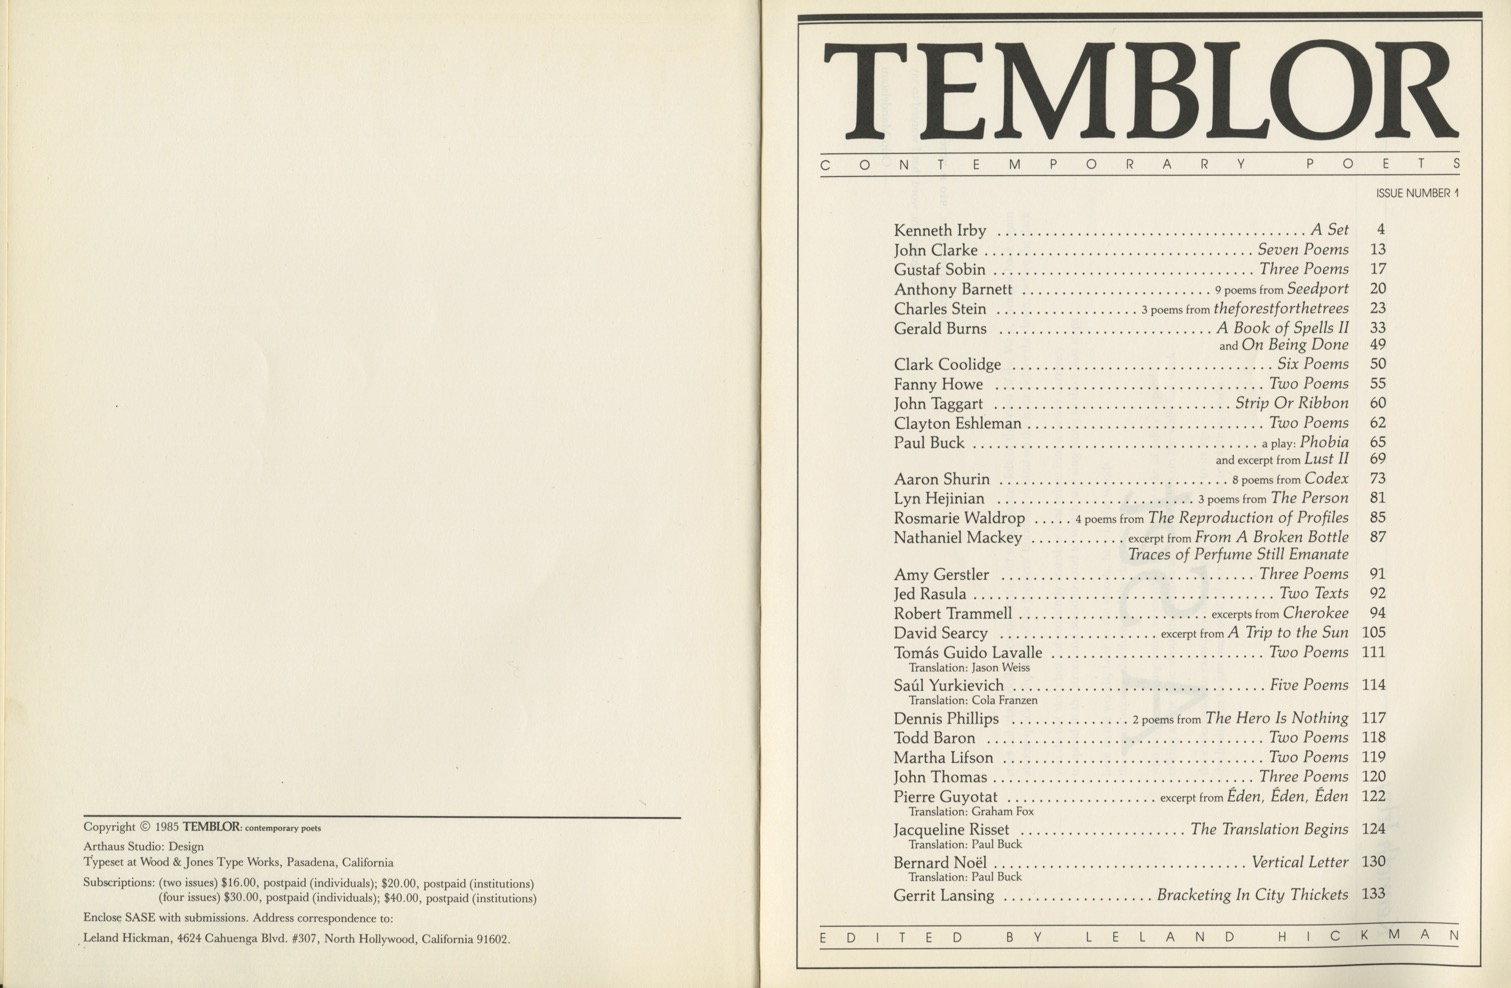 Copyright © 1985 TEMBLOR: contemporary poets
Arthaus Studio: Design
Typeset at Wood & Jones Type Works, Pasadena, California
Subscriptions: (two issues) $16.00, postpaid (individuals); $20.00, postpaid (institutions)
(four issues) $30.00, postpaid (individuals); $40.00, postpaid (institutions)
Enclose SASE with submissions. Address correspondence to:
Leland Hickman, 4624 Cahuenga Blvd. #307, North Hollywood, California 91602.
TEMBLOR
CONTEMPORARY POETS
ISSUE NUMBER 1
Kenneth Irby ..................................... A Set 4
John Clarke ................................ Seven Poems 13
Gustaf Sobin ............................... Three Poems 17
Anthony Barnett ....................... 9 poems from Seedport 20
Charles Stein ................. 3 poems from theforestforthetrees 23
Gerald Burns .......................... A Book of Spells II 33
and On Being Done 49
Clark Coolidge ............................... Six Poems 50
Fanny Howe ................................ Two Poems 55
John Taggart ............................ Strip Or Ribbon 60
Clayton Eshleman ............................ Two Poems 62
Paul Buck .................................. a play: Phobia 65
and excerpt from Lust II 69
Aaron Shurin ........................... 8 poems from Codex 73
Lyn Hejinian ........................ 3 poems from The Person 81
Rosmarie Waldrop ..... 4 poems from The Reproduction of Profiles 85
Nathaniel Mackey ............ excerpt from From A Broken Bottle 87
Traces of Perfume Still Emanate
Amy Gerstler .............................. Three Poems 91
Jed Rasula .................................... Two Texts 92
Robert Trammell ....................... excerpts from Cherokee 94
David Searcy ................... excerpt from A Trip to the Sun 105
Tomás Guido Lavalle .......................... Two Poems 111
Translation: Jason Weiss
Saúl Yurkievich .............................. Five Poems 114
Translation: Cola Franzen
Dennis Phillips ............... 2 poems from The Hero Is Nothing 117
Todd Baron ................................. Two Poems 118
Martha Lifson ............................... Two Poems 119
John Thomas ............................... Three Poems 120
Pierre Guyotat .................. excerpt from Éden, Éden, Éden 122
Translation: Graham Fox
Jacqueline Risset .................... The Translation Begins 124
Translation: Paul Buck
Bernard Noël .............................. Vertical Letter 130
Translation: Paul Buck
Gerrit Lansing .................. Bracketing In City Thickets 133
EDITED BY LELAND HICKMAN